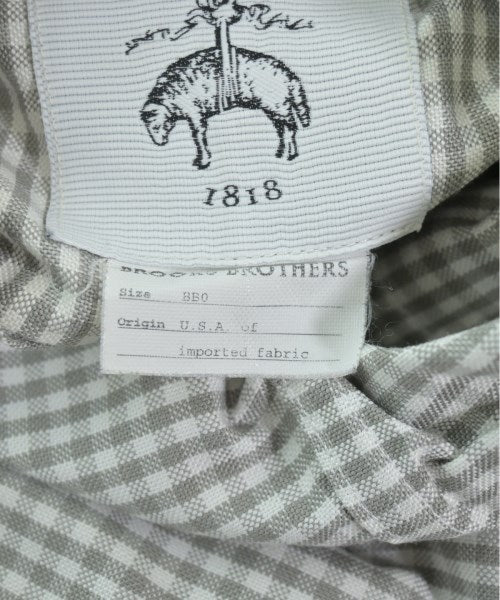 1818
BROOKS BROTHERS
Size BB0
Origin U.S.A. of
imported fabric